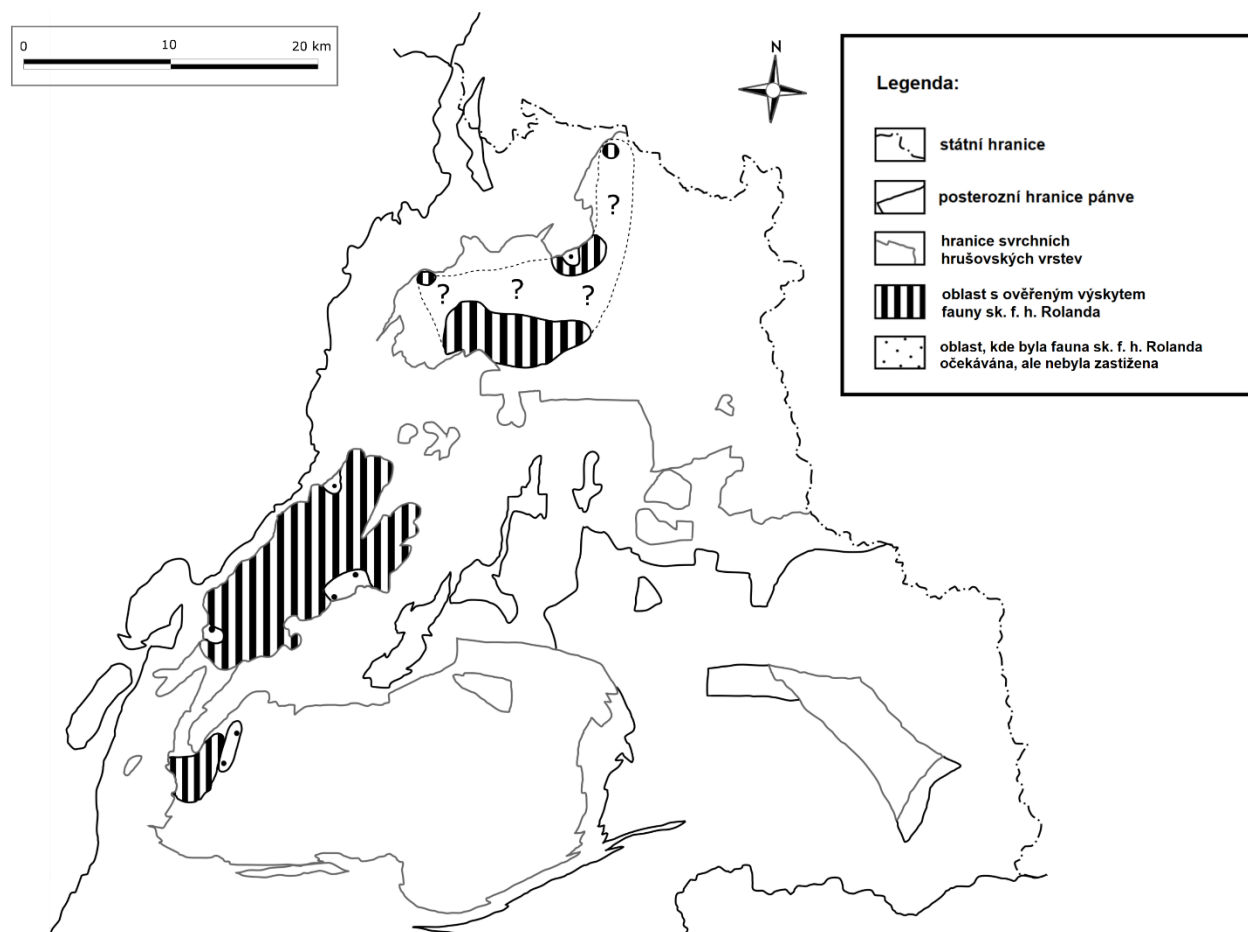 0 10 20 km
N
Legenda:
státní hranice
posterozní hranice pánve
hranice svrchních
hrušovských vrstev
oblast s ověřeným výskytem
fauny sk. f. h. Rolanda
oblast, kde byla fauna sk. f. h. Rolanda
očekávána, ale nebyla zastižena
?
?
?
?